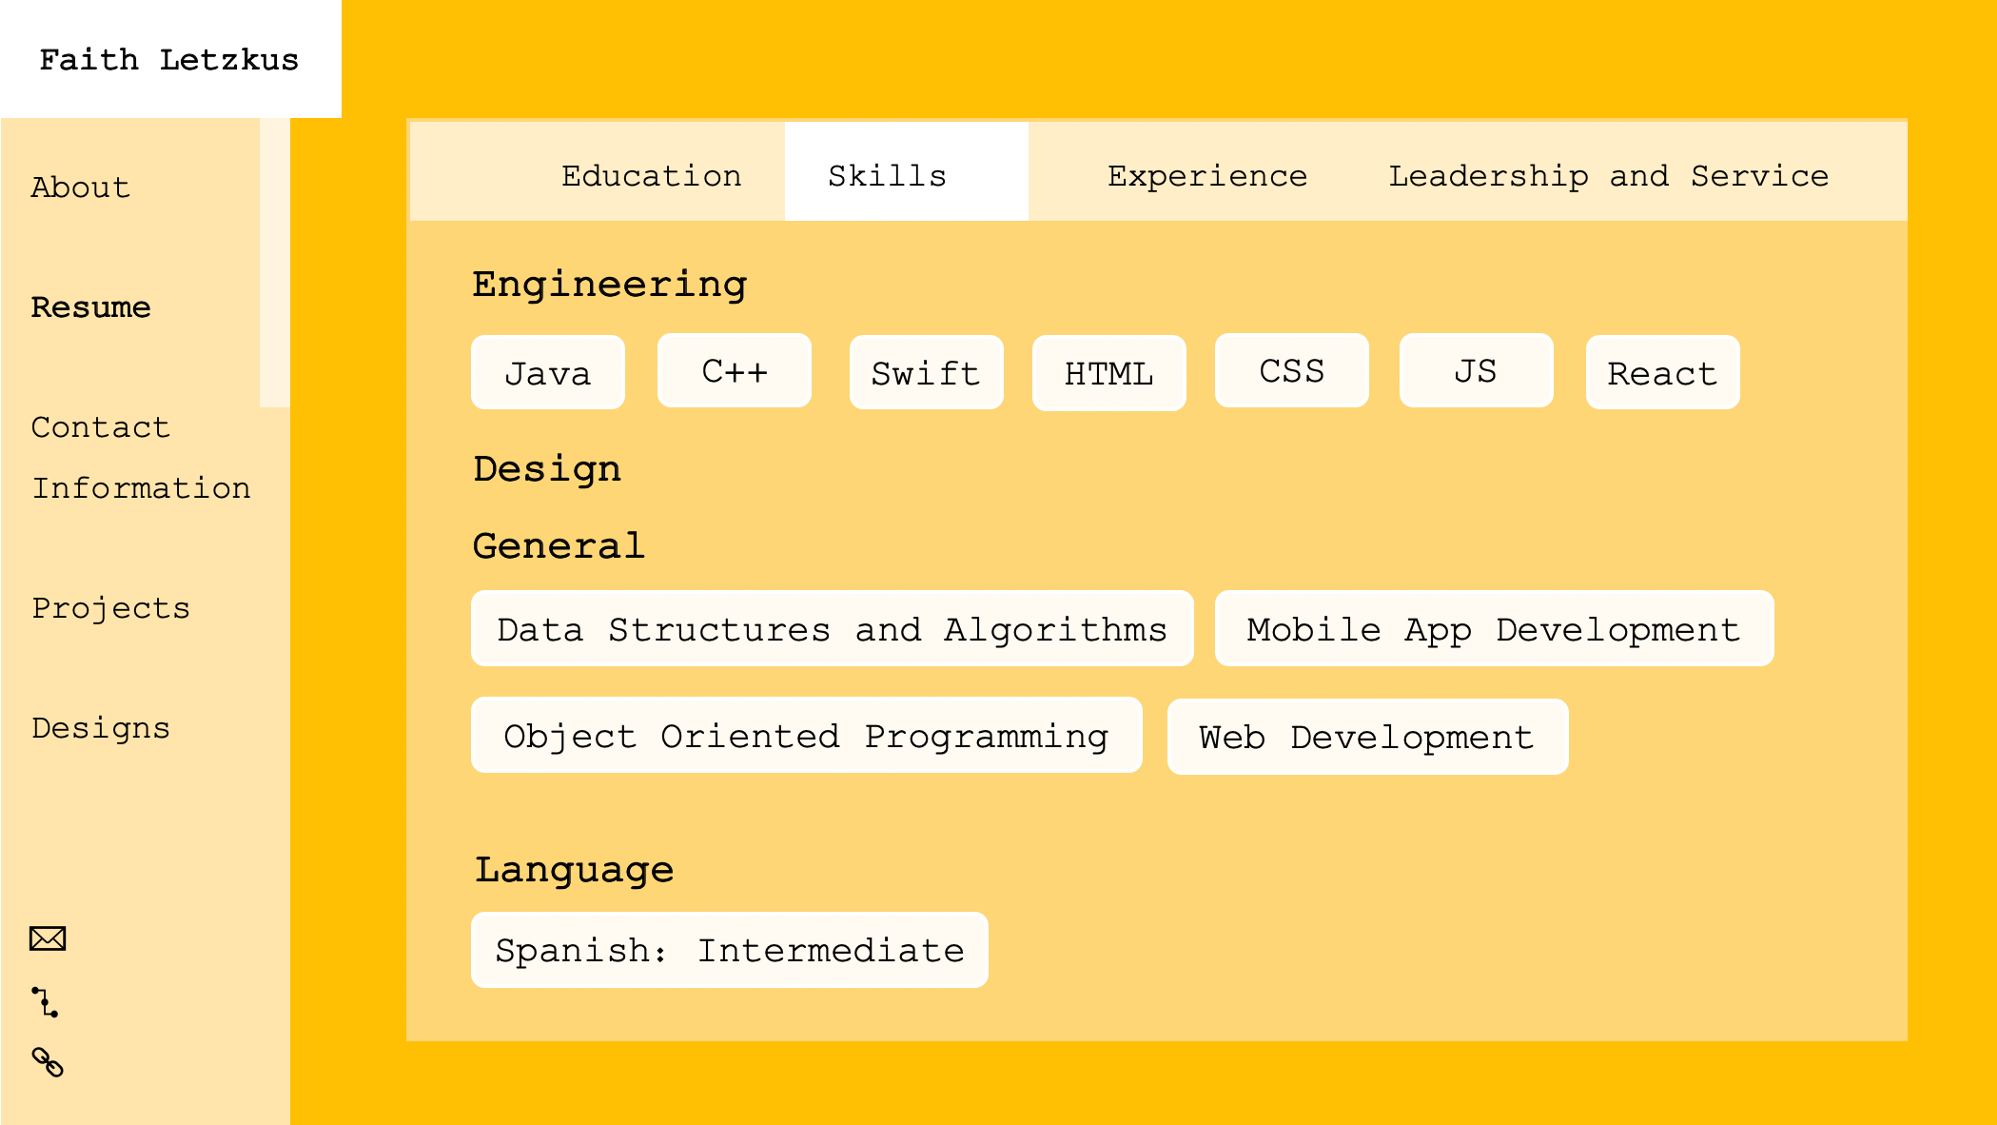 Faith Letzkus
About
Resume
Contact
Information
Projects
Designs
Education Skills Experience Leadership and Service
Engineering
Java C++ Swift HTML CSS JS React
Design
General
Data Structures and Algorithms Mobile App Development
Object Oriented Programming Web Development
Language
Spanish: Intermediate